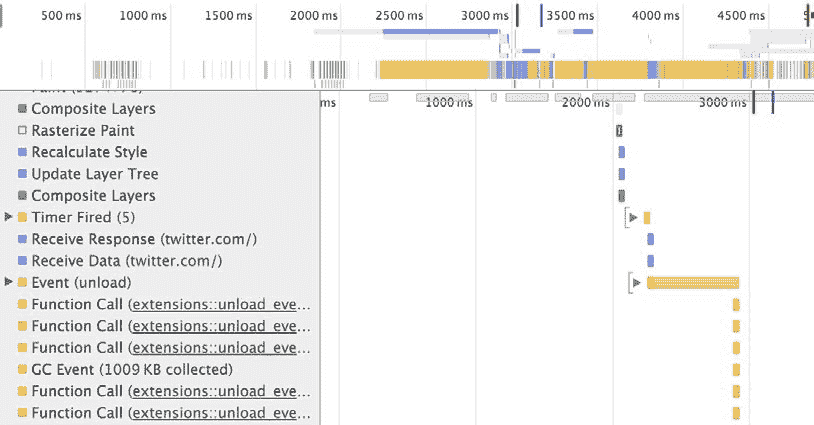 500 ms 1000 ms 1500 ms 2000 ms 2500 ms 3000 ms 3500 ms 4000 ms 4500 ms 5
ms 1000 ms 2000 ms 3000 ms
Composite Layers
Rasterize Paint
Recalculate Style
Update Layer Tree
Composite Layers
Timer Fired (5)
Receive Response (twitter.com/)
Receive Data (twitter.com/)
Event (unload)
Function Call (extensions::unload_eve...
Function Call (extensions::unload_eve...
Function Call (extensions::unload_eve...
GC Event (1009 KB collected)
Function Call (extensions::unload_eve...
Function Call (extensions::unload_eve...